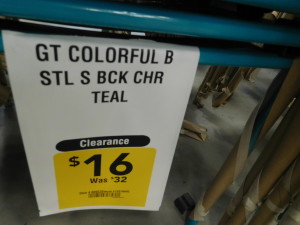 GT COLORFUL B
STL S BCK CHR
TEAL
Clearance
$16
Was $32